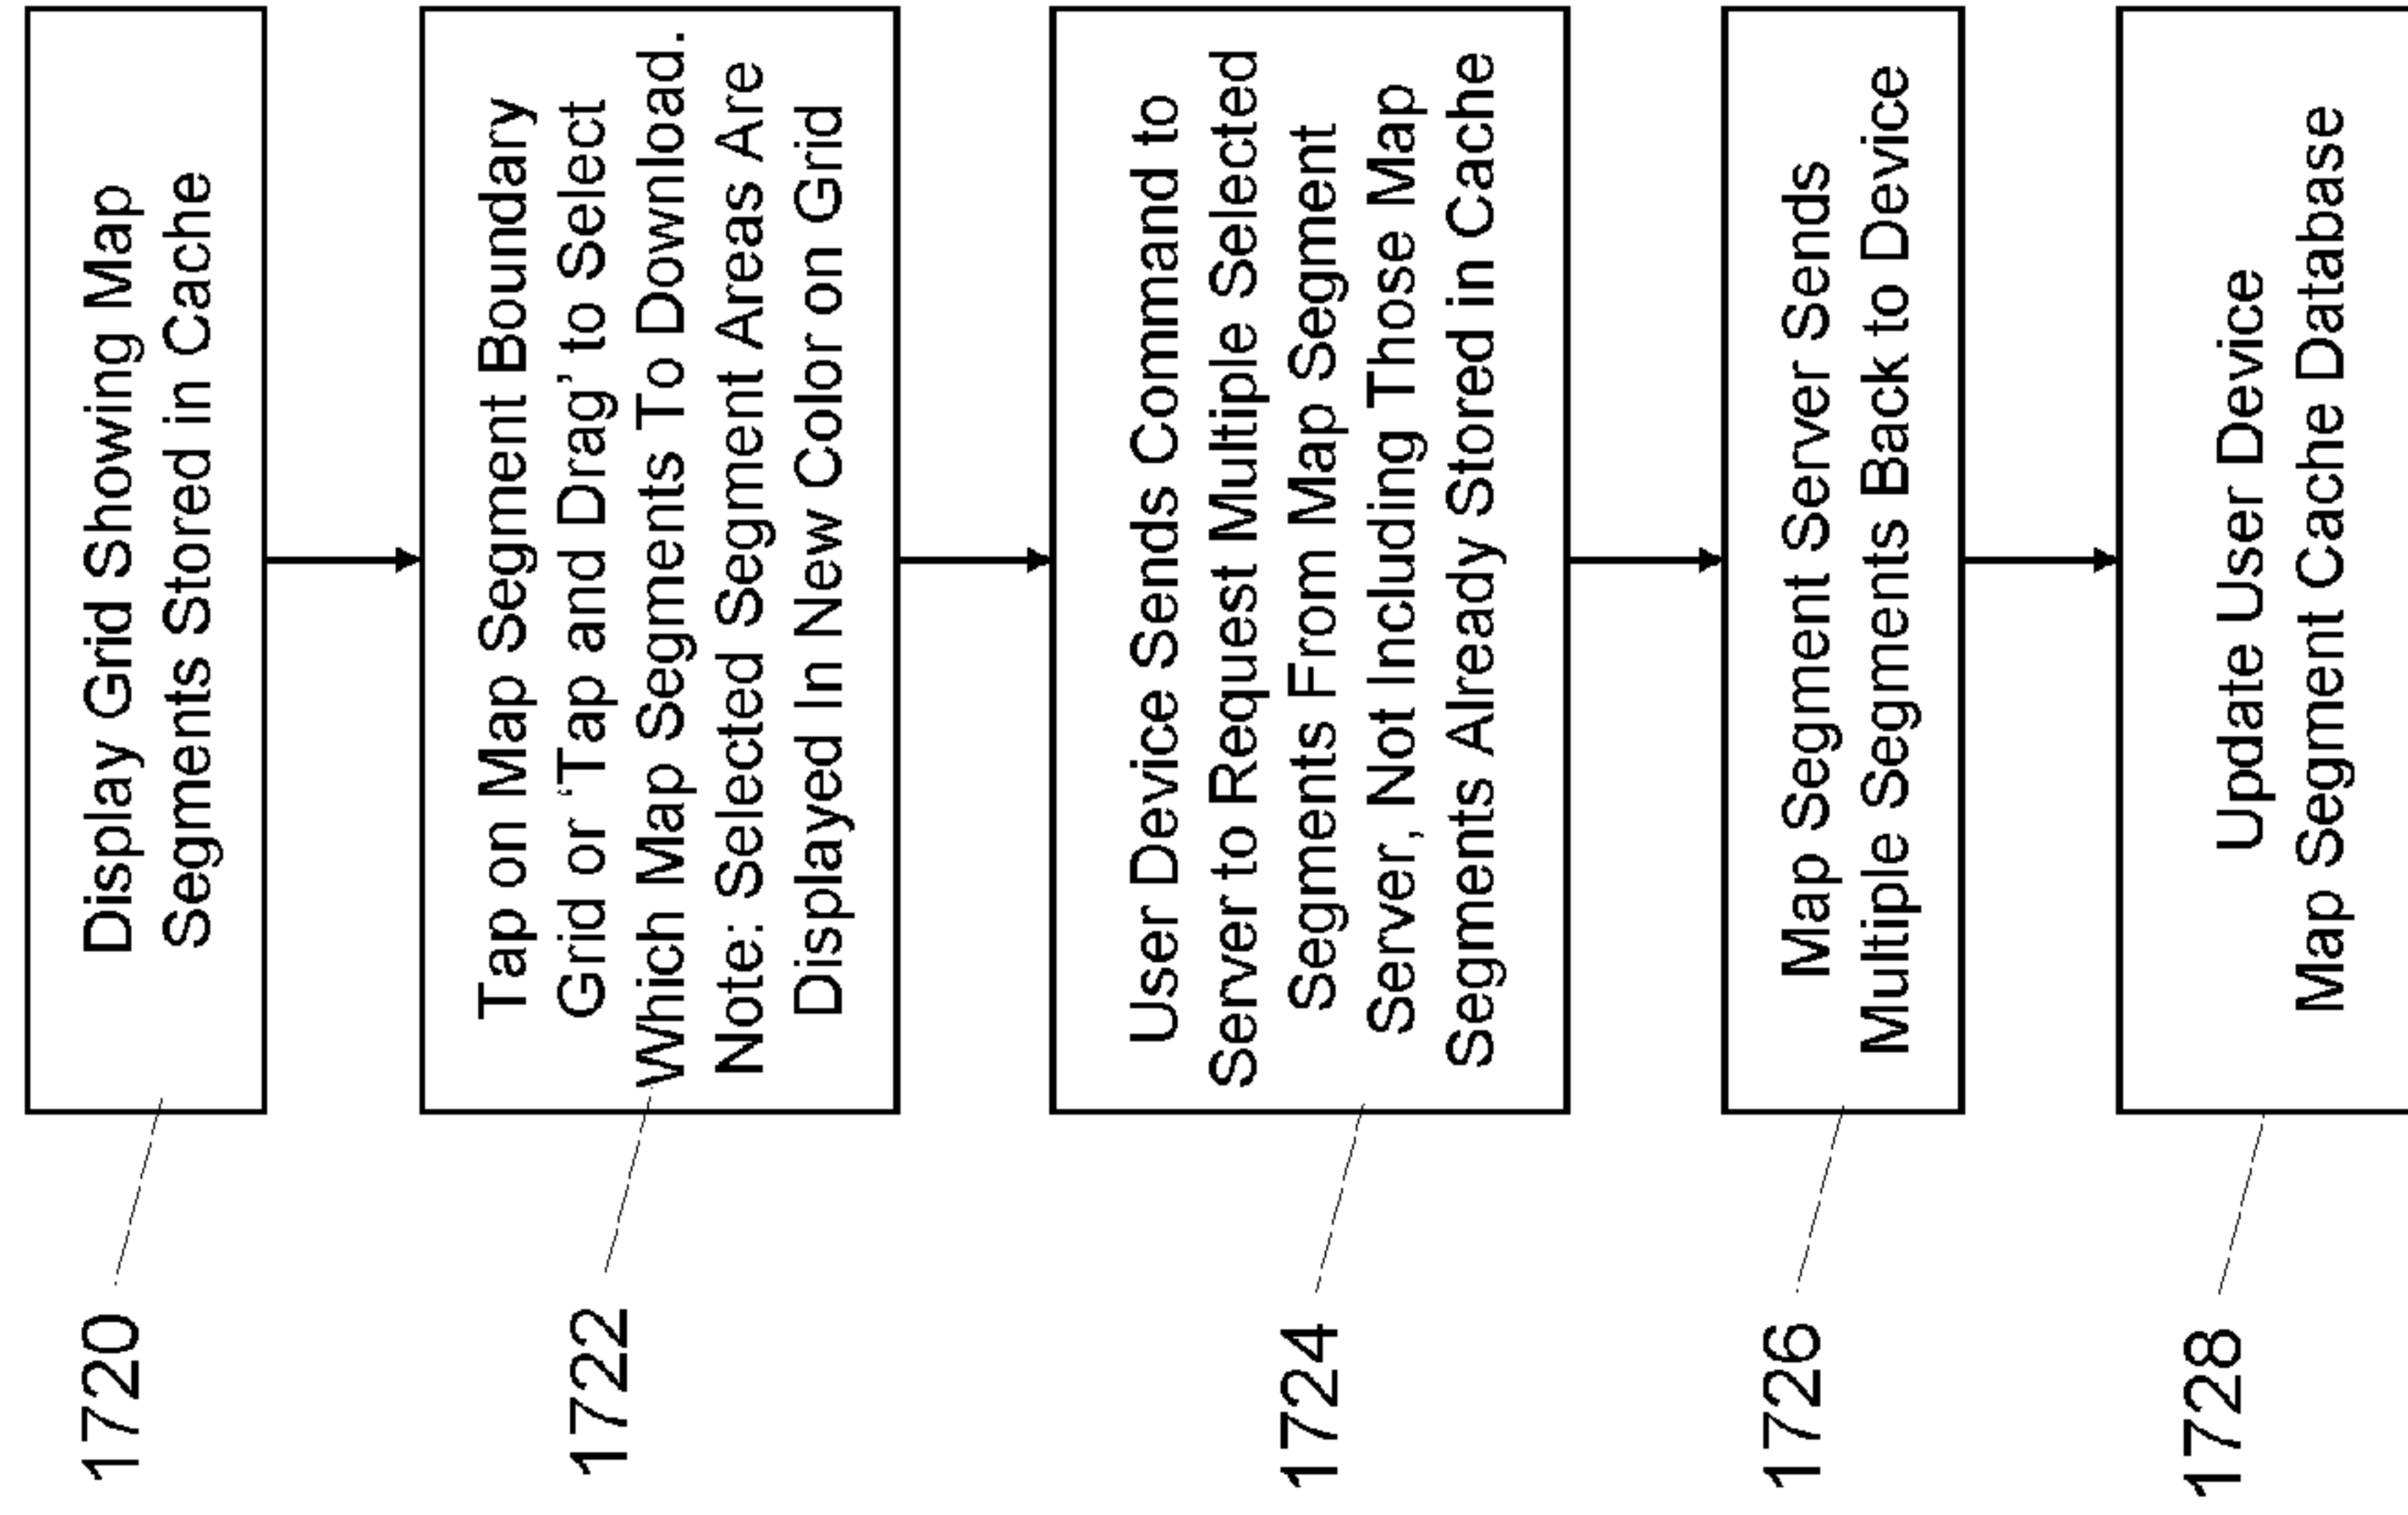 1720
Display Grid Showing Map
Segments Stored in Cache
1722
Tap on Map Segment Boundary
Grid or 'Tap and Drag' to Select
Which Map Segments To Download.
Note: Selected Segment Areas Are
Displayed In New Color on Grid
1724
User Device Sends Command to
Server to Request Multiple Selected
Segments From Map Segment
Server, Not Including Those Map
Segments Already Stored in Cache
1726
Map Segment Server Sends
Multiple Segments Back to Device
1728
Update User Device
Map Segment Cache Database